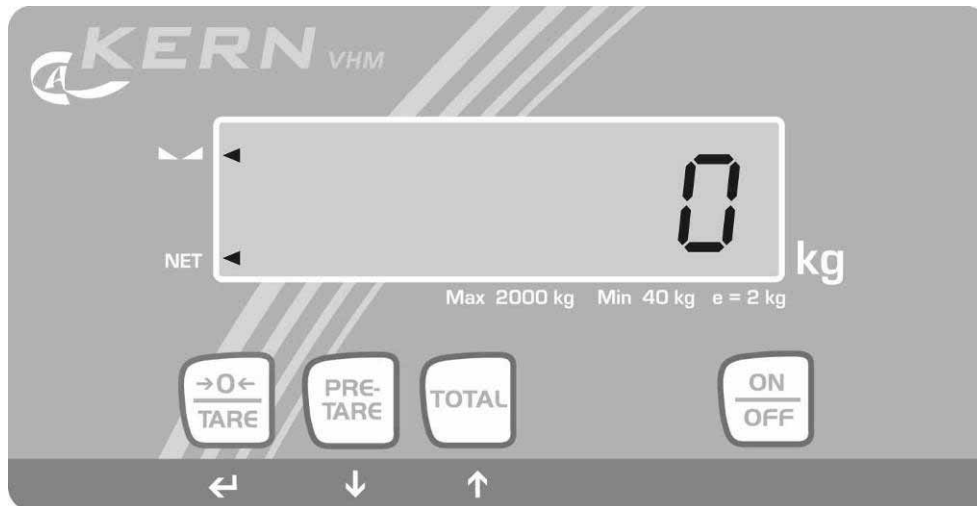 A KERN VHM
0
NET
kg
Max 2000 kg Min 40 kg e = 2 kg
→0←
TARE
PRE-
TARE
TOTAL
ON
OFF